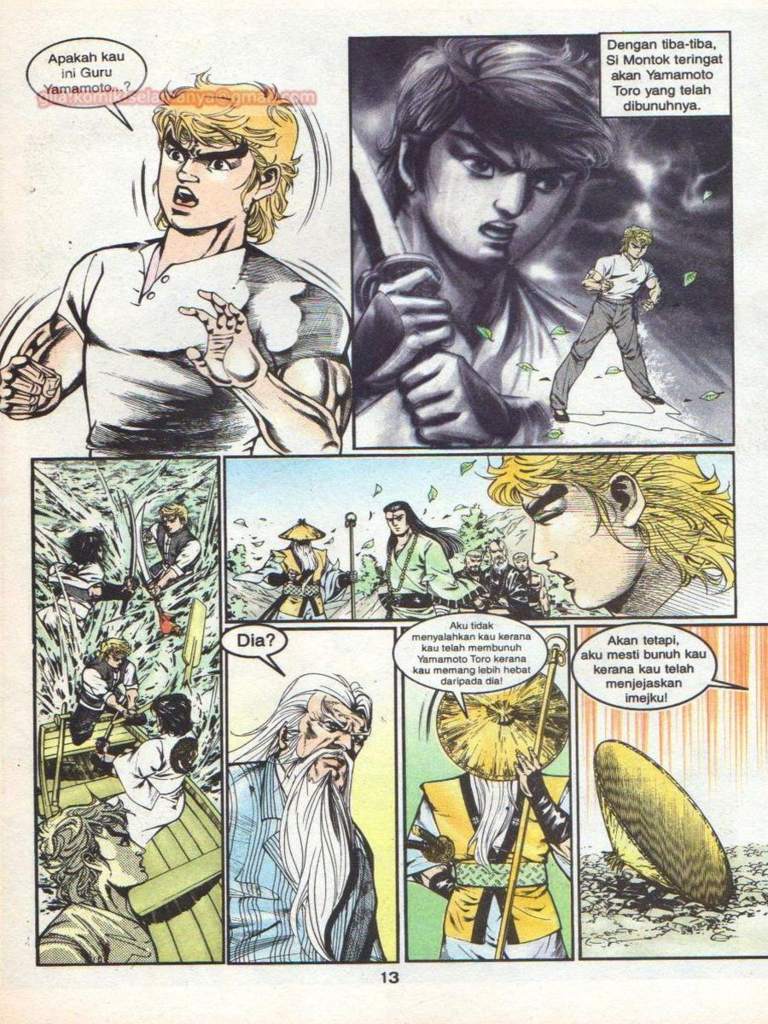 Apakah kau
ini Guru
Yamamoto...?
Dengan tiba-tiba,
Si Montok teringat
akan Yamamoto
Toro yang telah
dibunuhnya.
Dia?
Aku tidak
menyalahkan kau kerana
kau telah membunuh
Yamamoto Toro kerana
kau memang lebih hebat
daripada dia!
Akan tetapi,
aku mesti bunuh kau
kerana kau telah
menjejaskan
imejku!
13